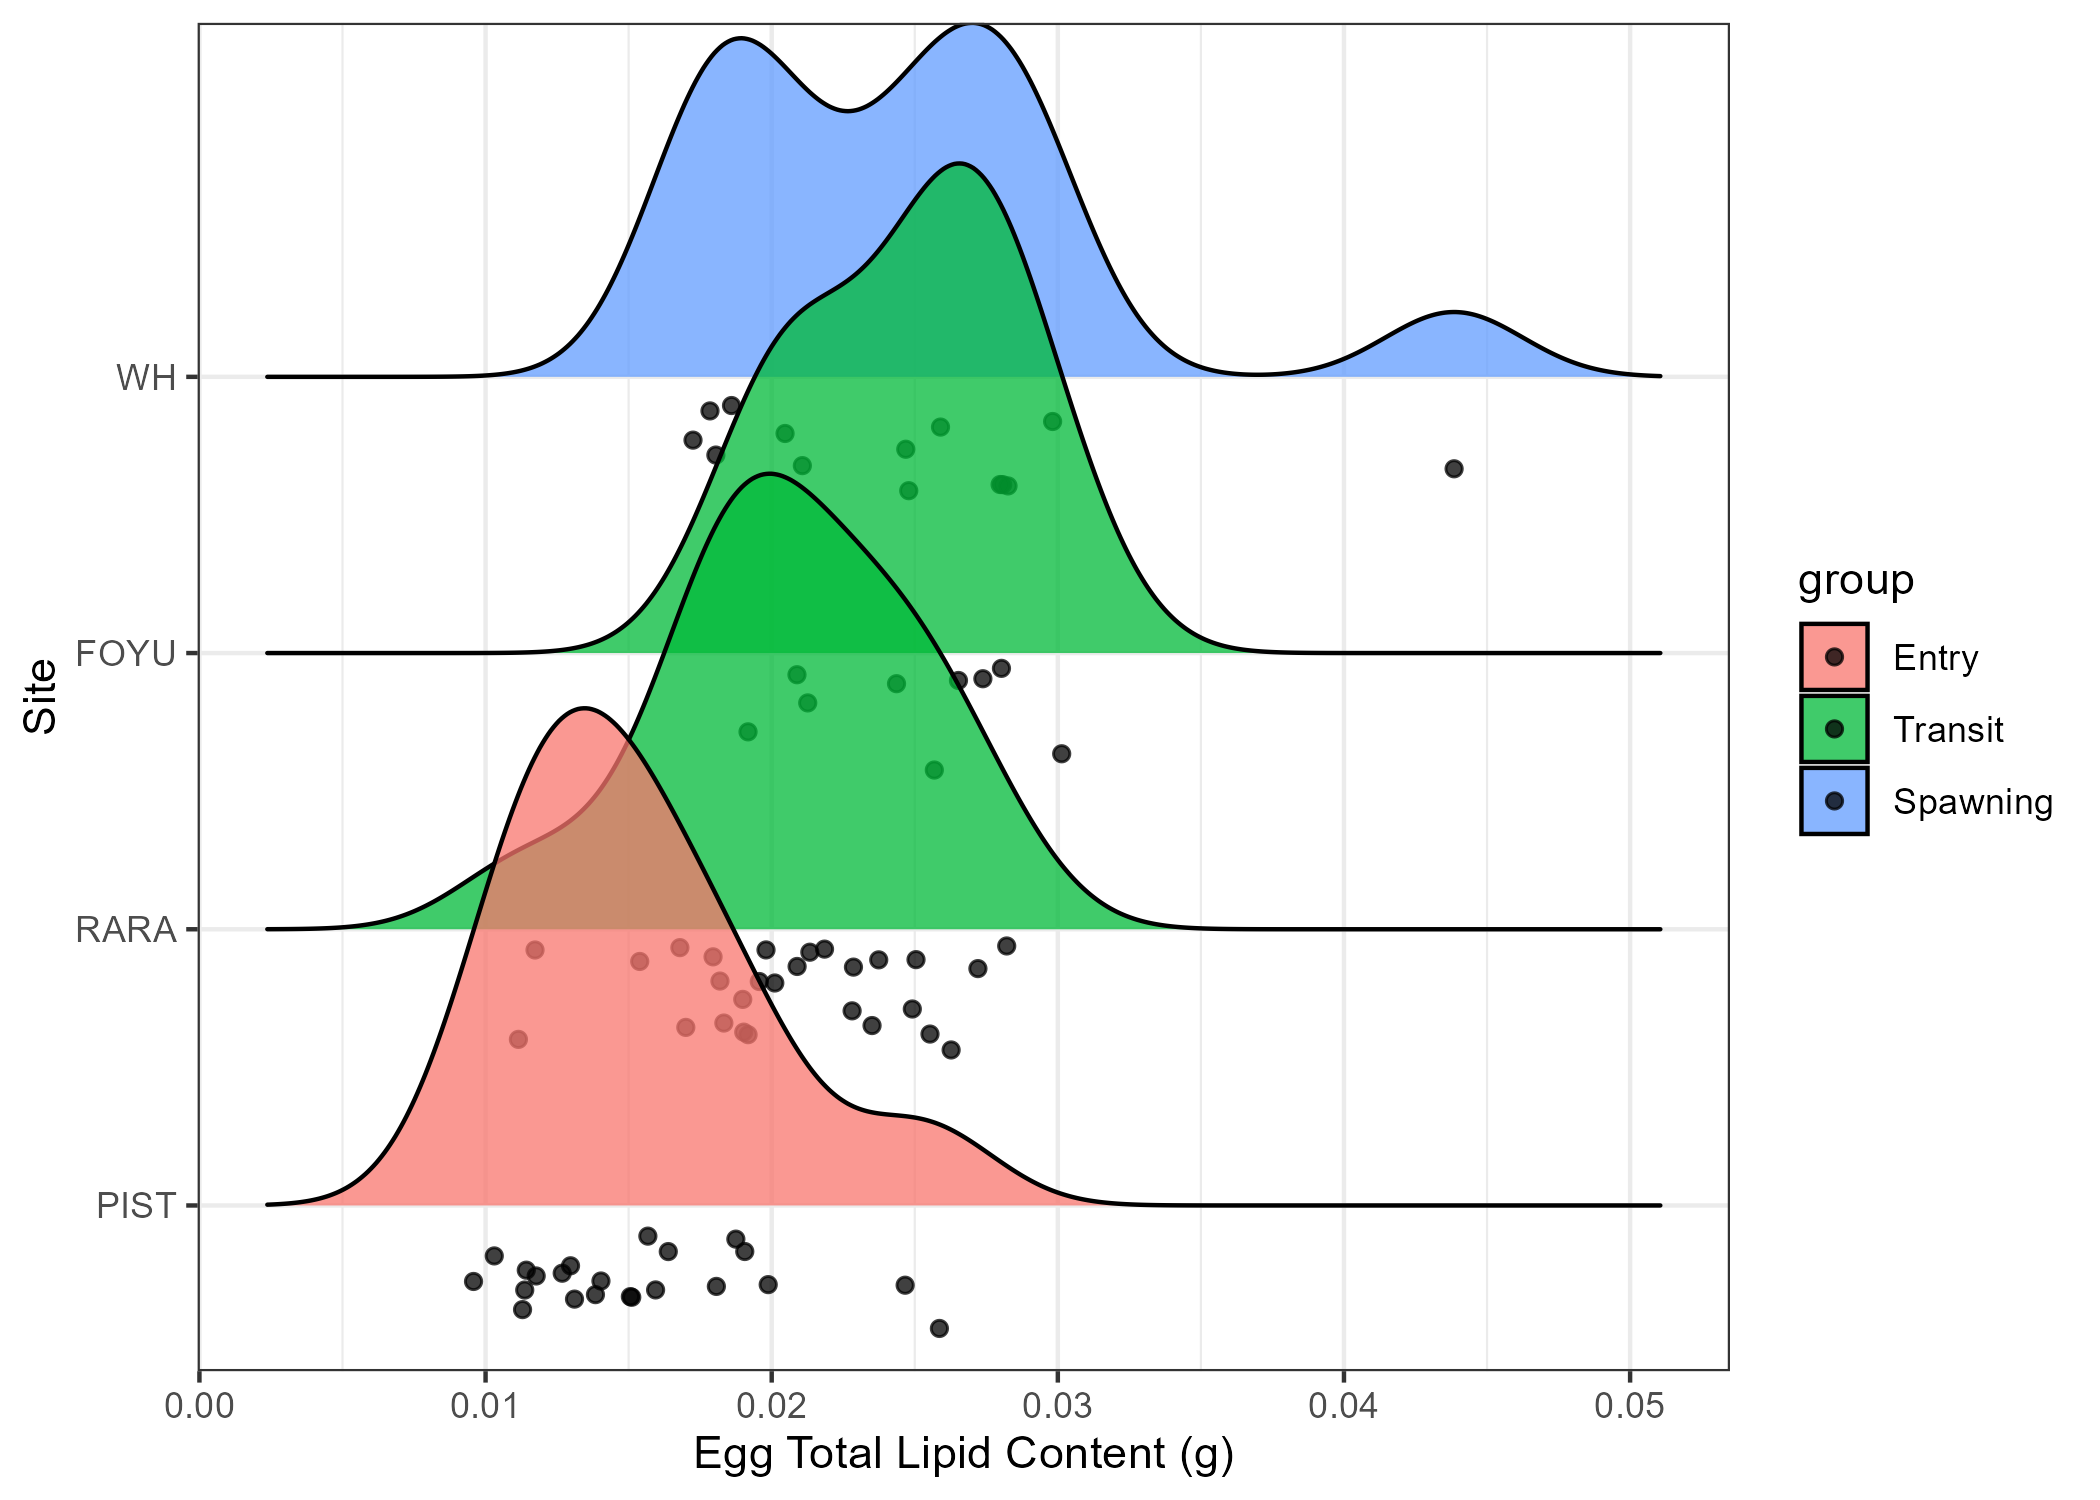 WH
FOYU
RARA
PIST
Site
0.00
0.01
0.02
0.03
0.04
0.05
Egg Total Lipid Content (g)
group
Entry
Transit
Spawning